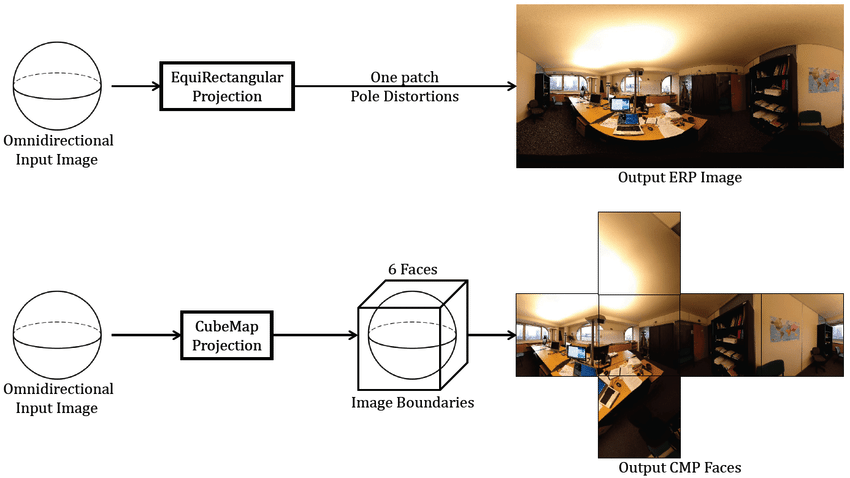 EquiRectangular
Projection
One patch
Pole Distortions
Omnidirectional
Input Image
Output ERP Image
6 Faces
CubeMap
Projection
Omnidirectional
Input Image
Image Boundaries
Output CMP Faces